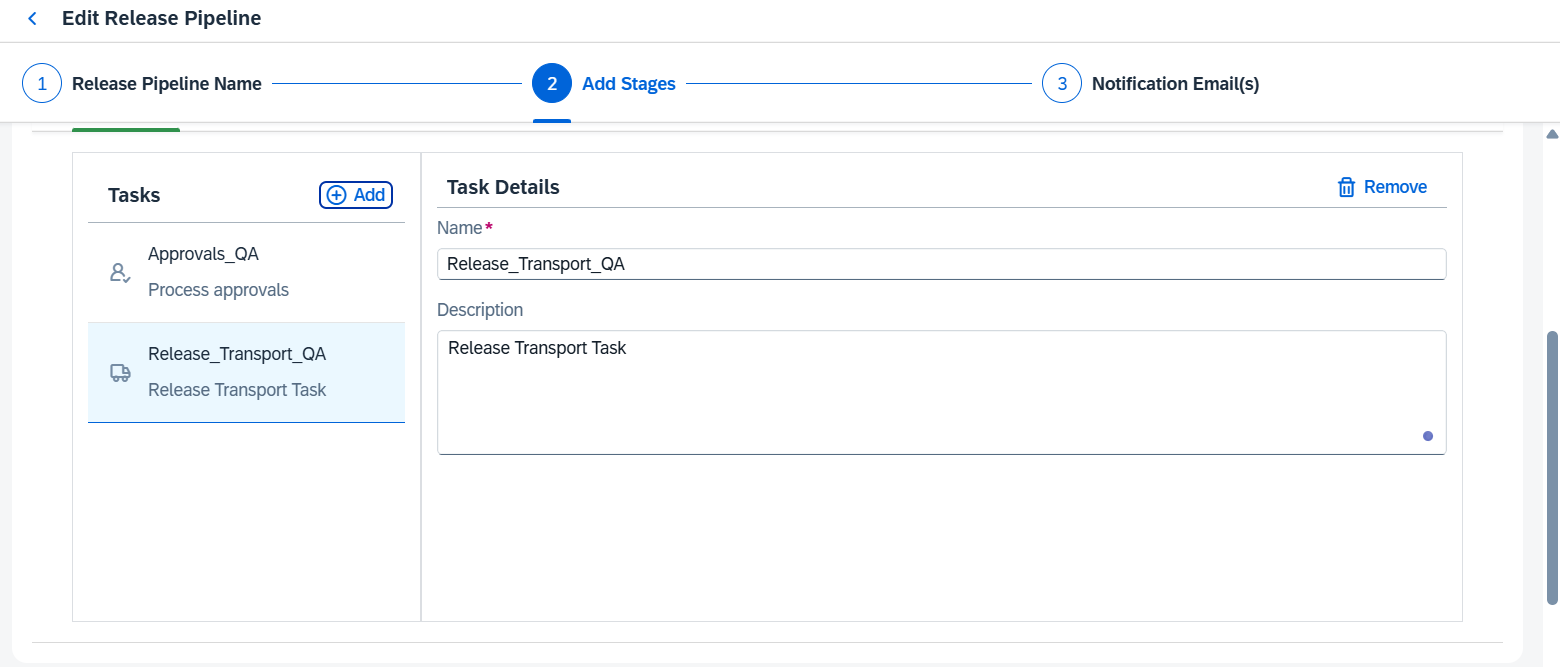 Edit Release Pipeline
1 Release Pipeline Name 2 Add Stages 3 Notification Email(s)
Tasks Add
Approvals_QA
Process approvals
Release_Transport_QA
Release Transport Task
Task Details Remove
Name*
Release_Transport_QA
Description
Release Transport Task